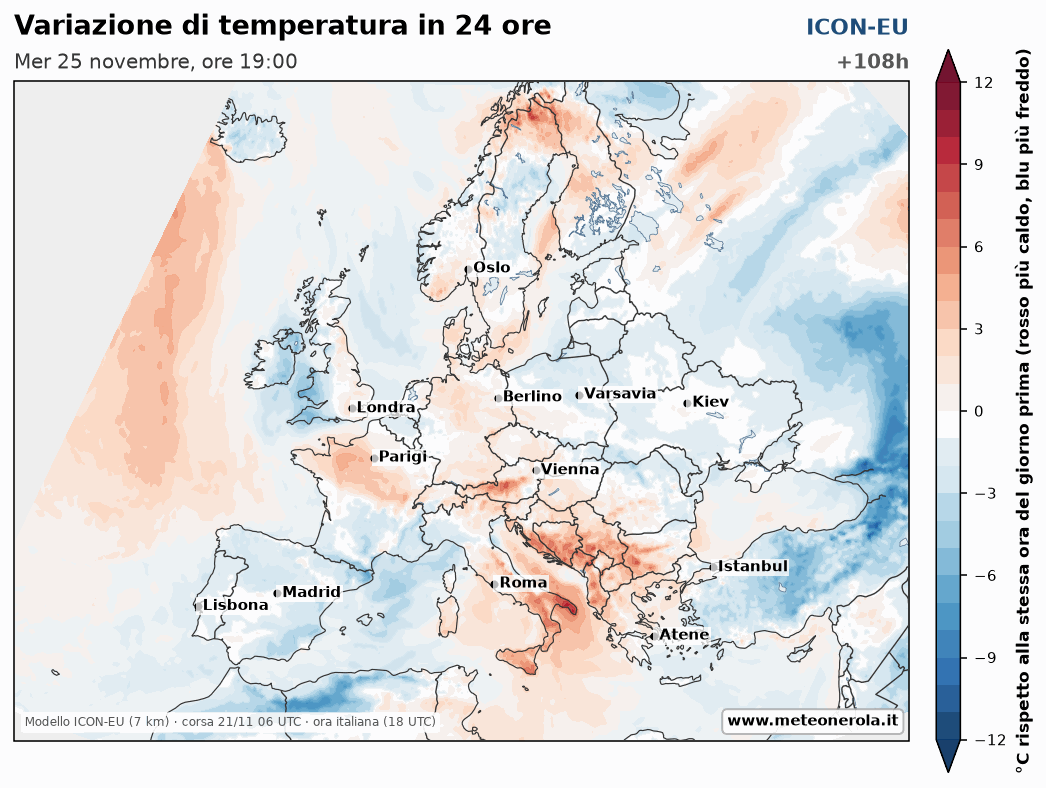 Variazione di temperatura in 24 ore
ICON-EU
Mer 25 novembre, ore 19:00
+108h
Oslo
Londra
Berlino
Varsavia
Kiev
Parigi
Vienna
Roma
Istanbul
Madrid
Lisbona
Atene
Modello ICON-EU (7 km) · corsa 21/11 06 UTC · ora italiana (18 UTC)
www.meteonerola.it
12
9
6
3
0
−3
−6
−9
−12
°C rispetto alla stessa ora del giorno prima (rosso più caldo, blu più freddo)